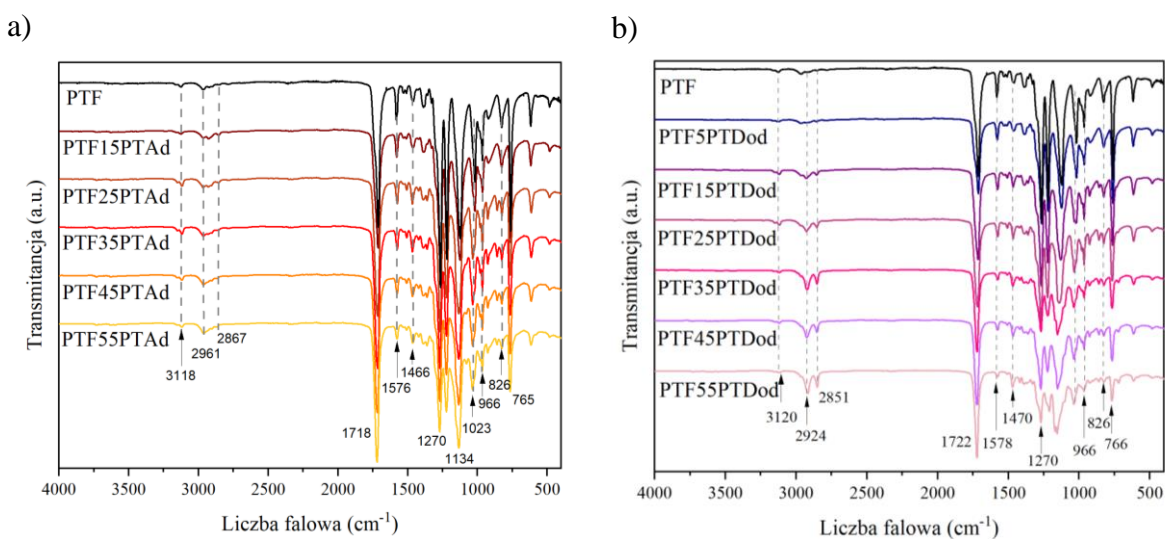 a)
PTF
PTF15PTAd
PTF25PTAd
PTF35PTAd
PTF45PTAd
PTF55PTAd
3118
2961
2867
1718
1576
1466
1270
1134
1023
966
826
765
Transmitancja (a.u.)
4000 3500 3000 2500 2000 1500 1000 500
Liczba falowa (cm⁻¹)
b)
PTF
PTF5PTDod
PTF15PTDod
PTF25PTDod
PTF35PTDod
PTF45PTDod
PTF55PTDod
3120
2924
2851
1722
1578
1470
1270
966
826
766
Transmitancja (a.u.)
4000 3500 3000 2500 2000 1500 1000 500
Liczba falowa (cm⁻¹)